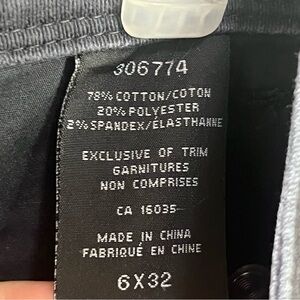 306774
78% COTTON/COTON
20% POLYESTER
2% SPANDEX/ELASTHANNE
EXCLUSIVE OF TRIM
GARNITURES
NON COMPRISES
CA 16035
MADE IN CHINA
FABRIQUÉ EN CHINE
6X32